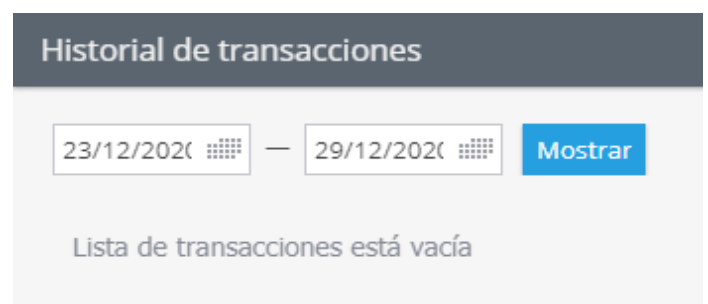 Historial de transacciones
23/12/202( — 29/12/202( Mostrar
Lista de transacciones está vacía